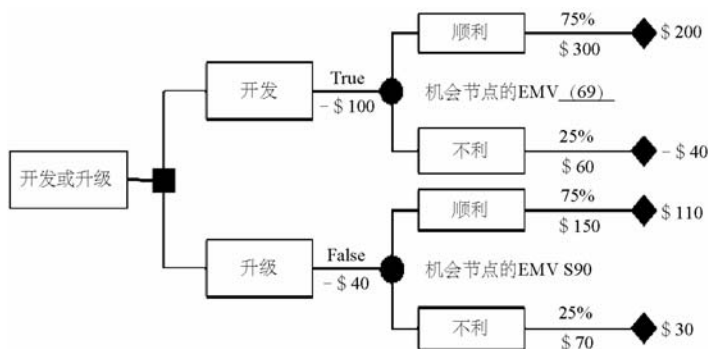 75%
顺利
$ 300
$ 200
True
开发
- $ 100
机会节点的EMV (69)
25%
不利
$ 60
- $ 40
开发或升级
75%
顺利
$ 150
$ 110
False
升级
- $ 40
机会节点的EMV S90
25%
不利
$ 70
$ 30